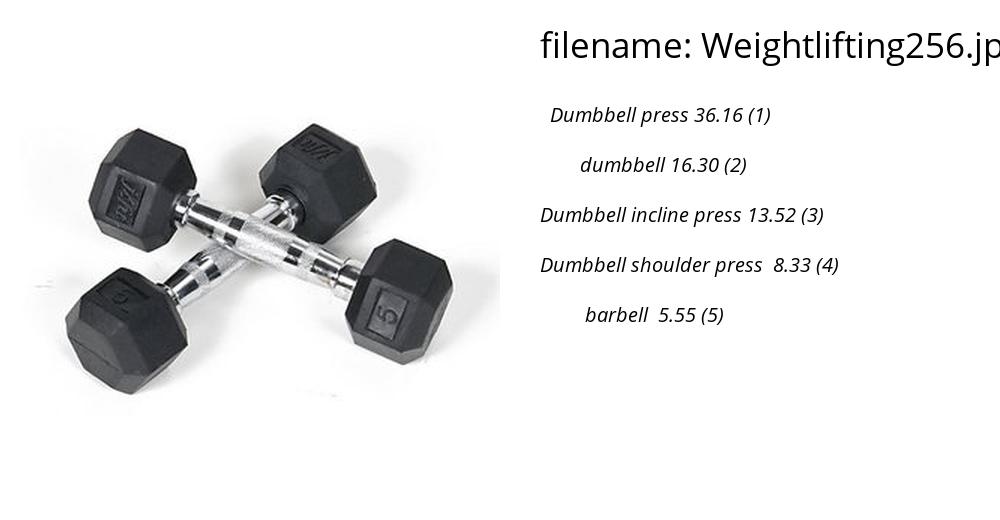 filename: Weightlifting256.jp
Dumbbell press 36.16 (1)
dumbbell 16.30 (2)
Dumbbell incline press 13.52 (3)
Dumbbell shoulder press 8.33 (4)
barbell 5.55 (5)
5
5